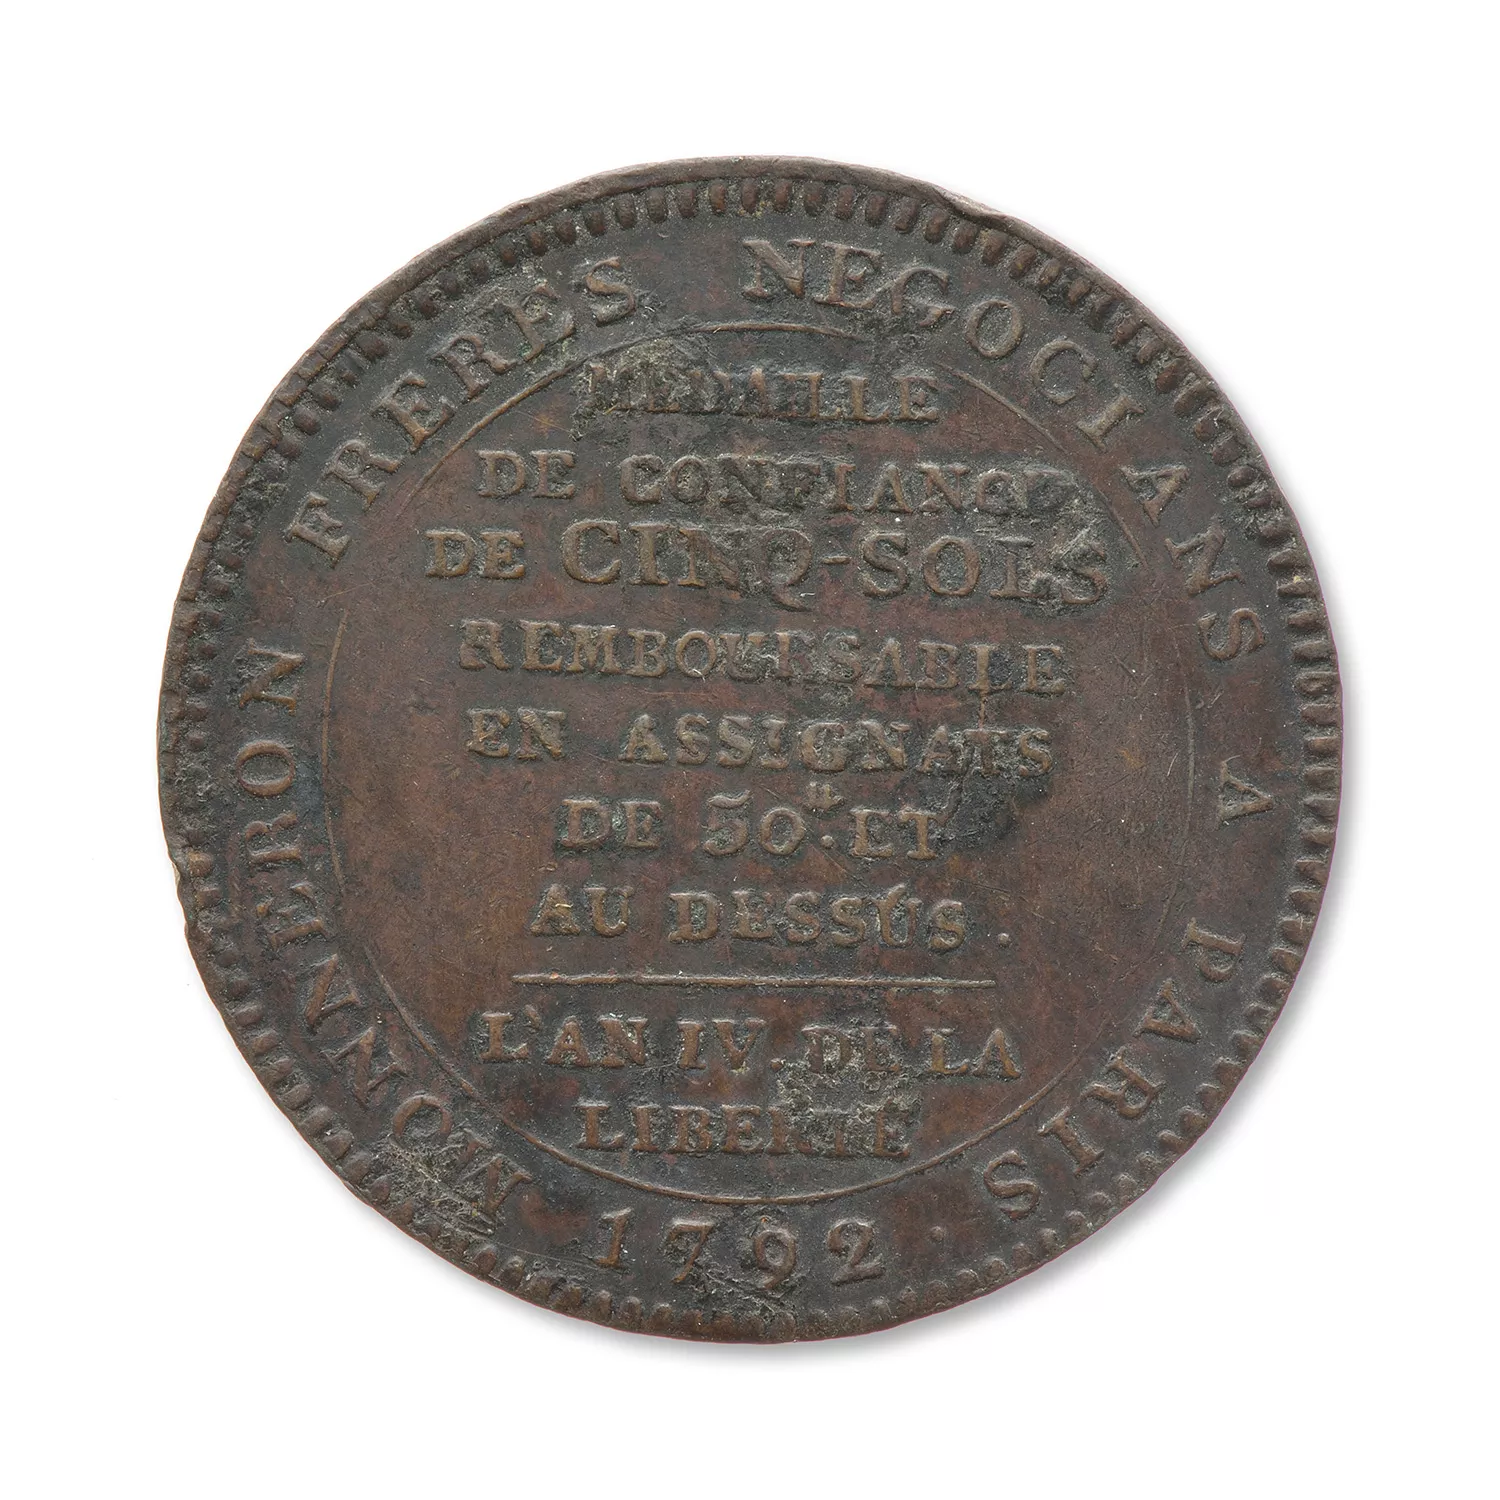 MONNERON FRERES NEGOCIANS A PARIS
MEDAILLE
DE CONFIANCE
DE CINQ-SOLS
REMBOURSABLE
EN ASSIGNATS
DE 50.ᴴ ET
AU DESSUS.
L'AN IV. DE LA
LIBERTÉ
1792.